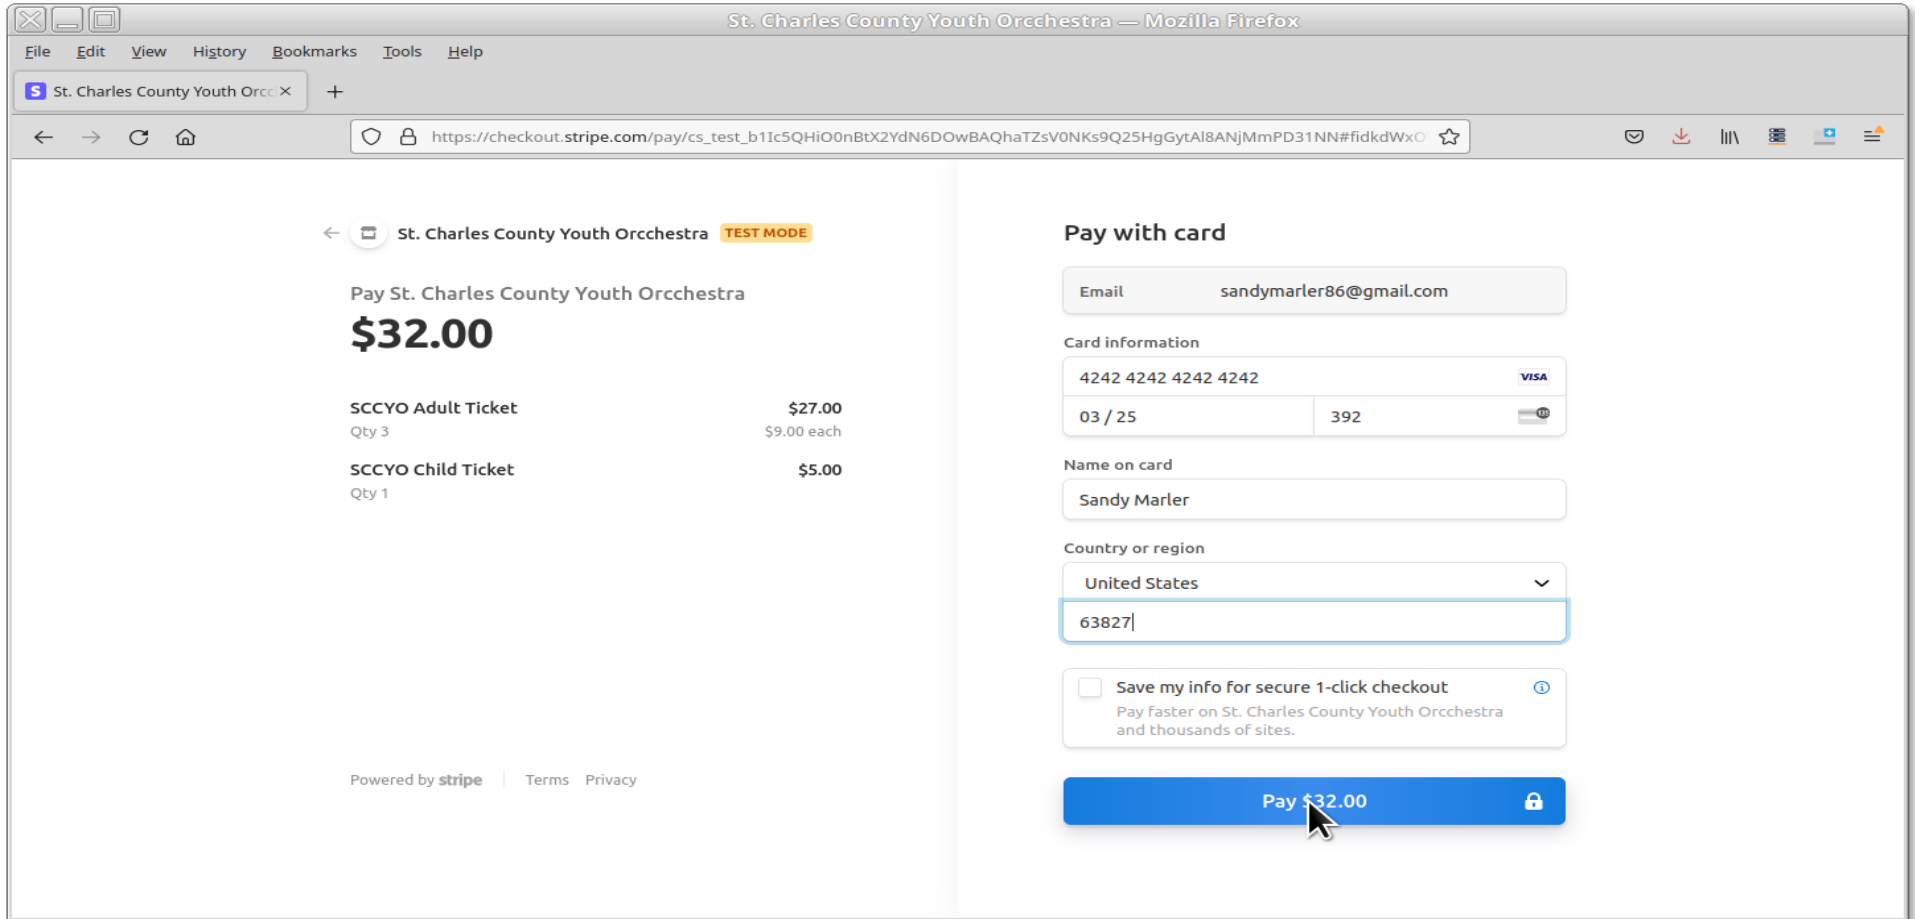 St. Charles County Youth Orcchestra — Mozilla Firefox
File Edit View History Bookmarks Tools Help
S St. Charles County Youth Orcc
https://checkout.stripe.com/pay/cs_test_b1Ic5QHiO0nBtX2YdN6DOwBAQhaTZsV0NKs9Q25HgGytAl8ANjMmPD31NN#fidkdWxO
St. Charles County Youth Orcchestra TEST MODE
Pay St. Charles County Youth Orcchestra
$32.00
SCCYO Adult Ticket $27.00
Qty 3 $9.00 each
SCCYO Child Ticket $5.00
Qty 1
Powered by stripe Terms Privacy
Pay with card
Email sandymarler86@gmail.com
Card information
4242 4242 4242 4242 VISA
03 / 25 392 135
Name on card
Sandy Marler
Country or region
United States
63827
Save my info for secure 1-click checkout
Pay faster on St. Charles County Youth Orcchestra
and thousands of sites.
Pay $32.00